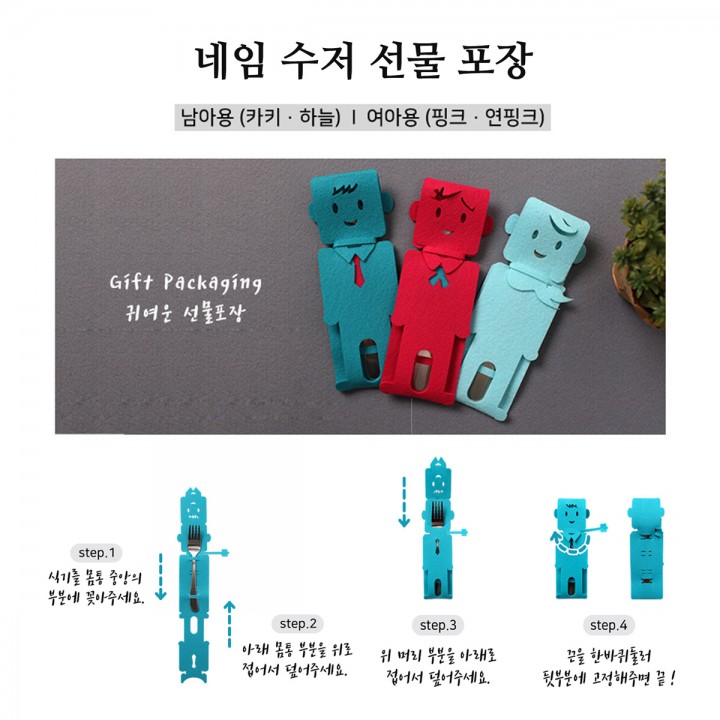 네임 수저 선물 포장
남아용 (카키 · 하늘) I 여아용 (핑크 · 연핑크)
Gift Packaging
귀여운 선물포장
step.1
식기를 몸통 중앙의
부분에 꽂아주세요.
step.2
아래 몸통 부분을 위로
접어서 덮어주세요.
step.3
위 머리 부분을 아래로
접어서 덮어주세요.
step.4
끈을 한바퀴둘러
뒷부분에 고정해주면 끝!